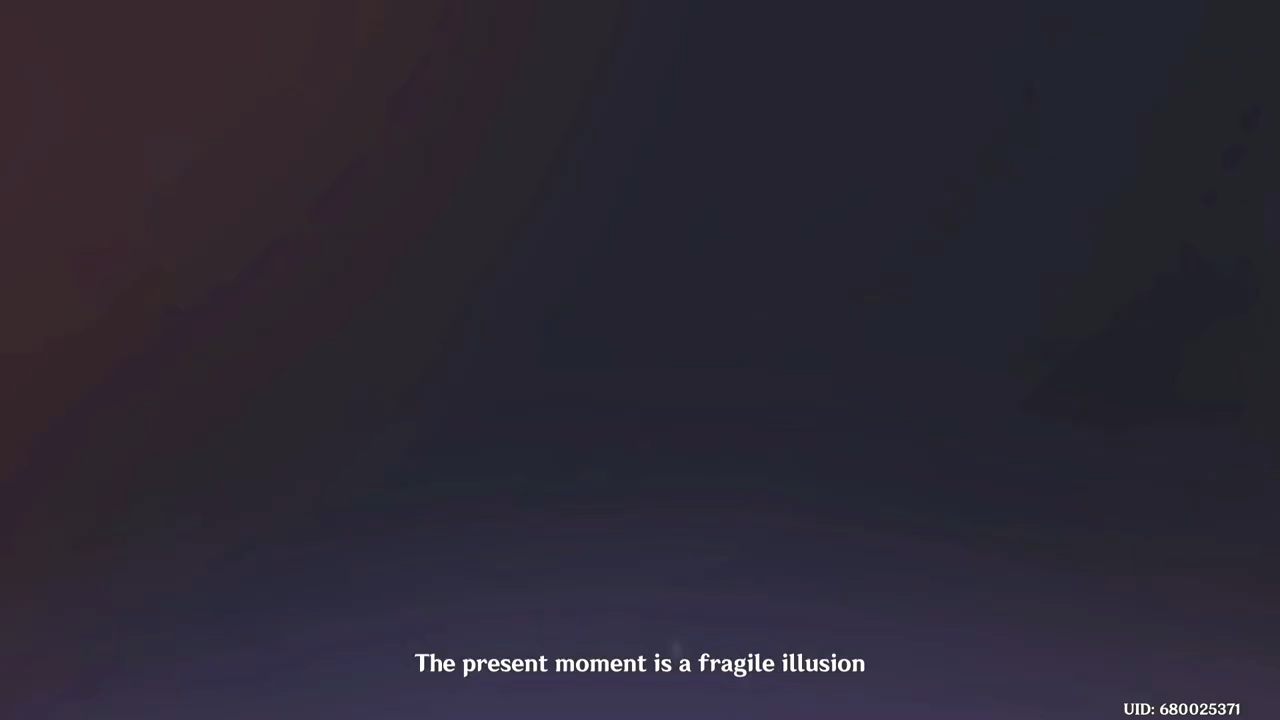 The present moment is a fragile illusion
UID: 680025371